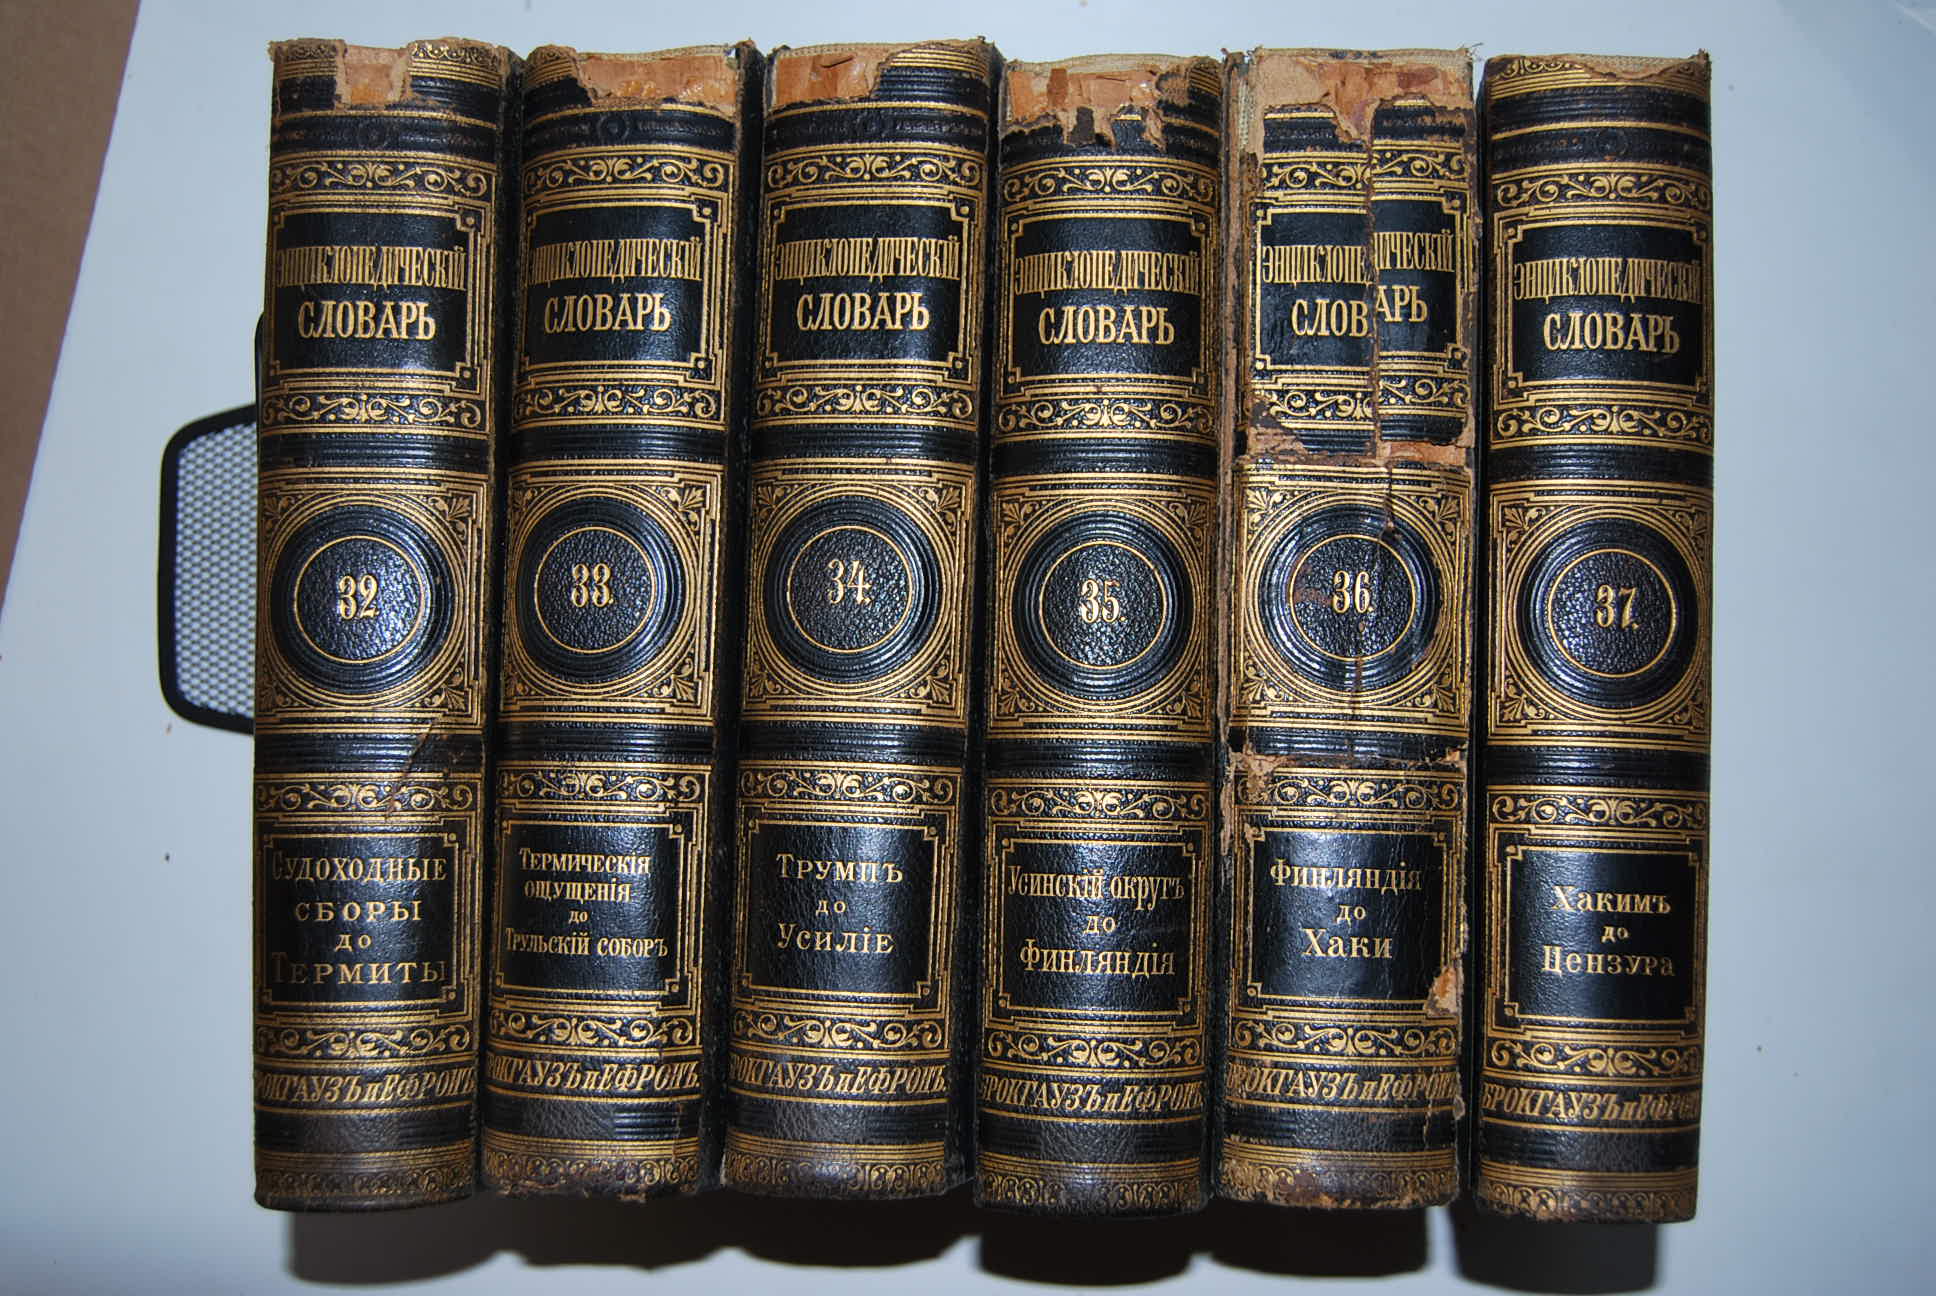 ЭНЦИКЛОПЕДИЧЕСКІЙ
СЛОВАРЬ
32
Судоходные
сборы
до
Термиты
БРОКГАУЗЪ и ЕФРОНЪ.
ЭНЦИКЛОПЕДИЧЕСКІЙ
СЛОВАРЬ
33.
Термическія
ощущенія
до
Трульскій соборъ
БРОКГАУЗЪ и ЕФРОНЪ.
ЭНЦИКЛОПЕДИЧЕСКІЙ
СЛОВАРЬ
34.
Трумпъ
до
Усиліе
БРОКГАУЗЪ и ЕФРОНЪ.
ЭНЦИКЛОПЕДИЧЕСКІЙ
СЛОВАРЬ
35.
Усинскій округъ
до
Финляндія
БРОКГАУЗЪ и ЕФРОНЪ.
ЭНЦИКЛОПЕДИЧЕСКІЙ
СЛОВАРЬ
36.
Финляндія
до
Хаки
БРОКГАУЗЪ и ЕФРОНЪ
ЭНЦИКЛОПЕДИЧЕСКІЙ
СЛОВАРЬ
37.
Хакимъ
до
Цензура
БРОКГАУЗЪ и ЕФРОНЪ